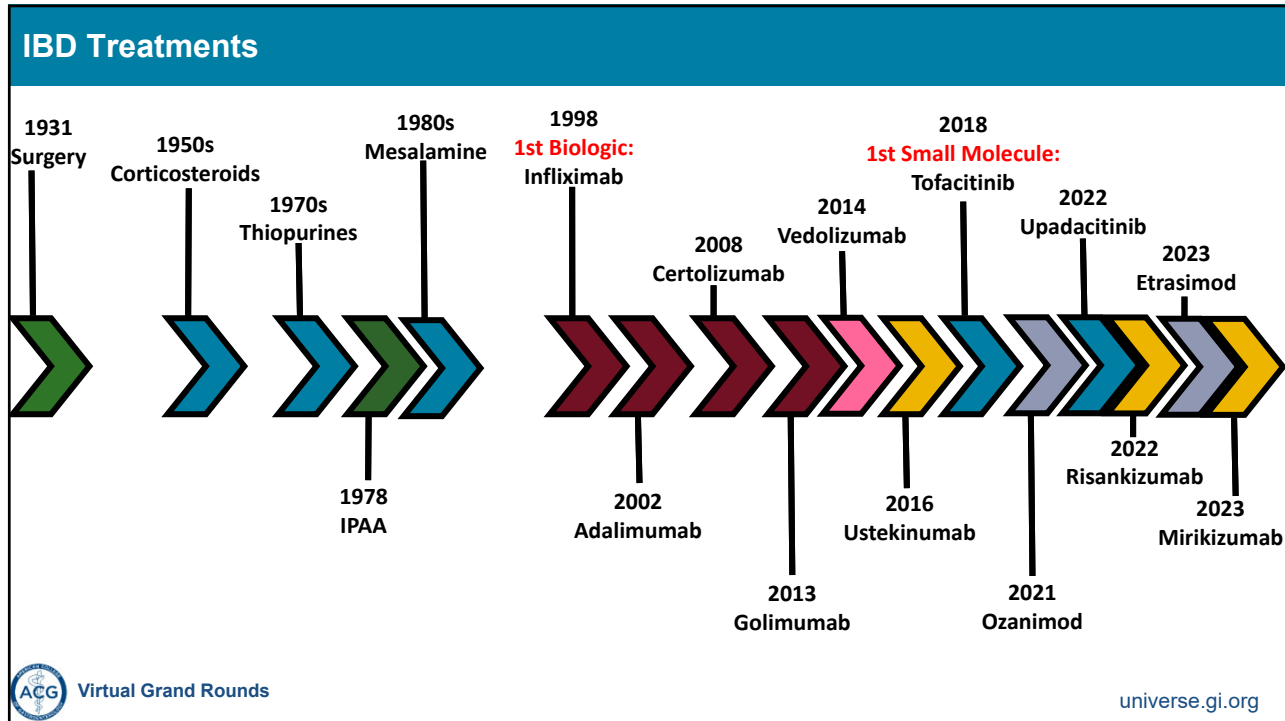 IBD Treatments
1931
Surgery
1950s
Corticosteroids
1970s
Thiopurines
1978
IPAA
1980s
Mesalamine
1998
1st Biologic:
Infliximab
2002
Adalimumab
2008
Certolizumab
2013
Golimumab
2014
Vedolizumab
2016
Ustekinumab
2018
1st Small Molecule:
Tofacitinib
2021
Ozanimod
2022
Upadacitinib
2022
Risankizumab
2023
Etrasimod
2023
Mirikizumab
ACG
Virtual Grand Rounds
universe.gi.org